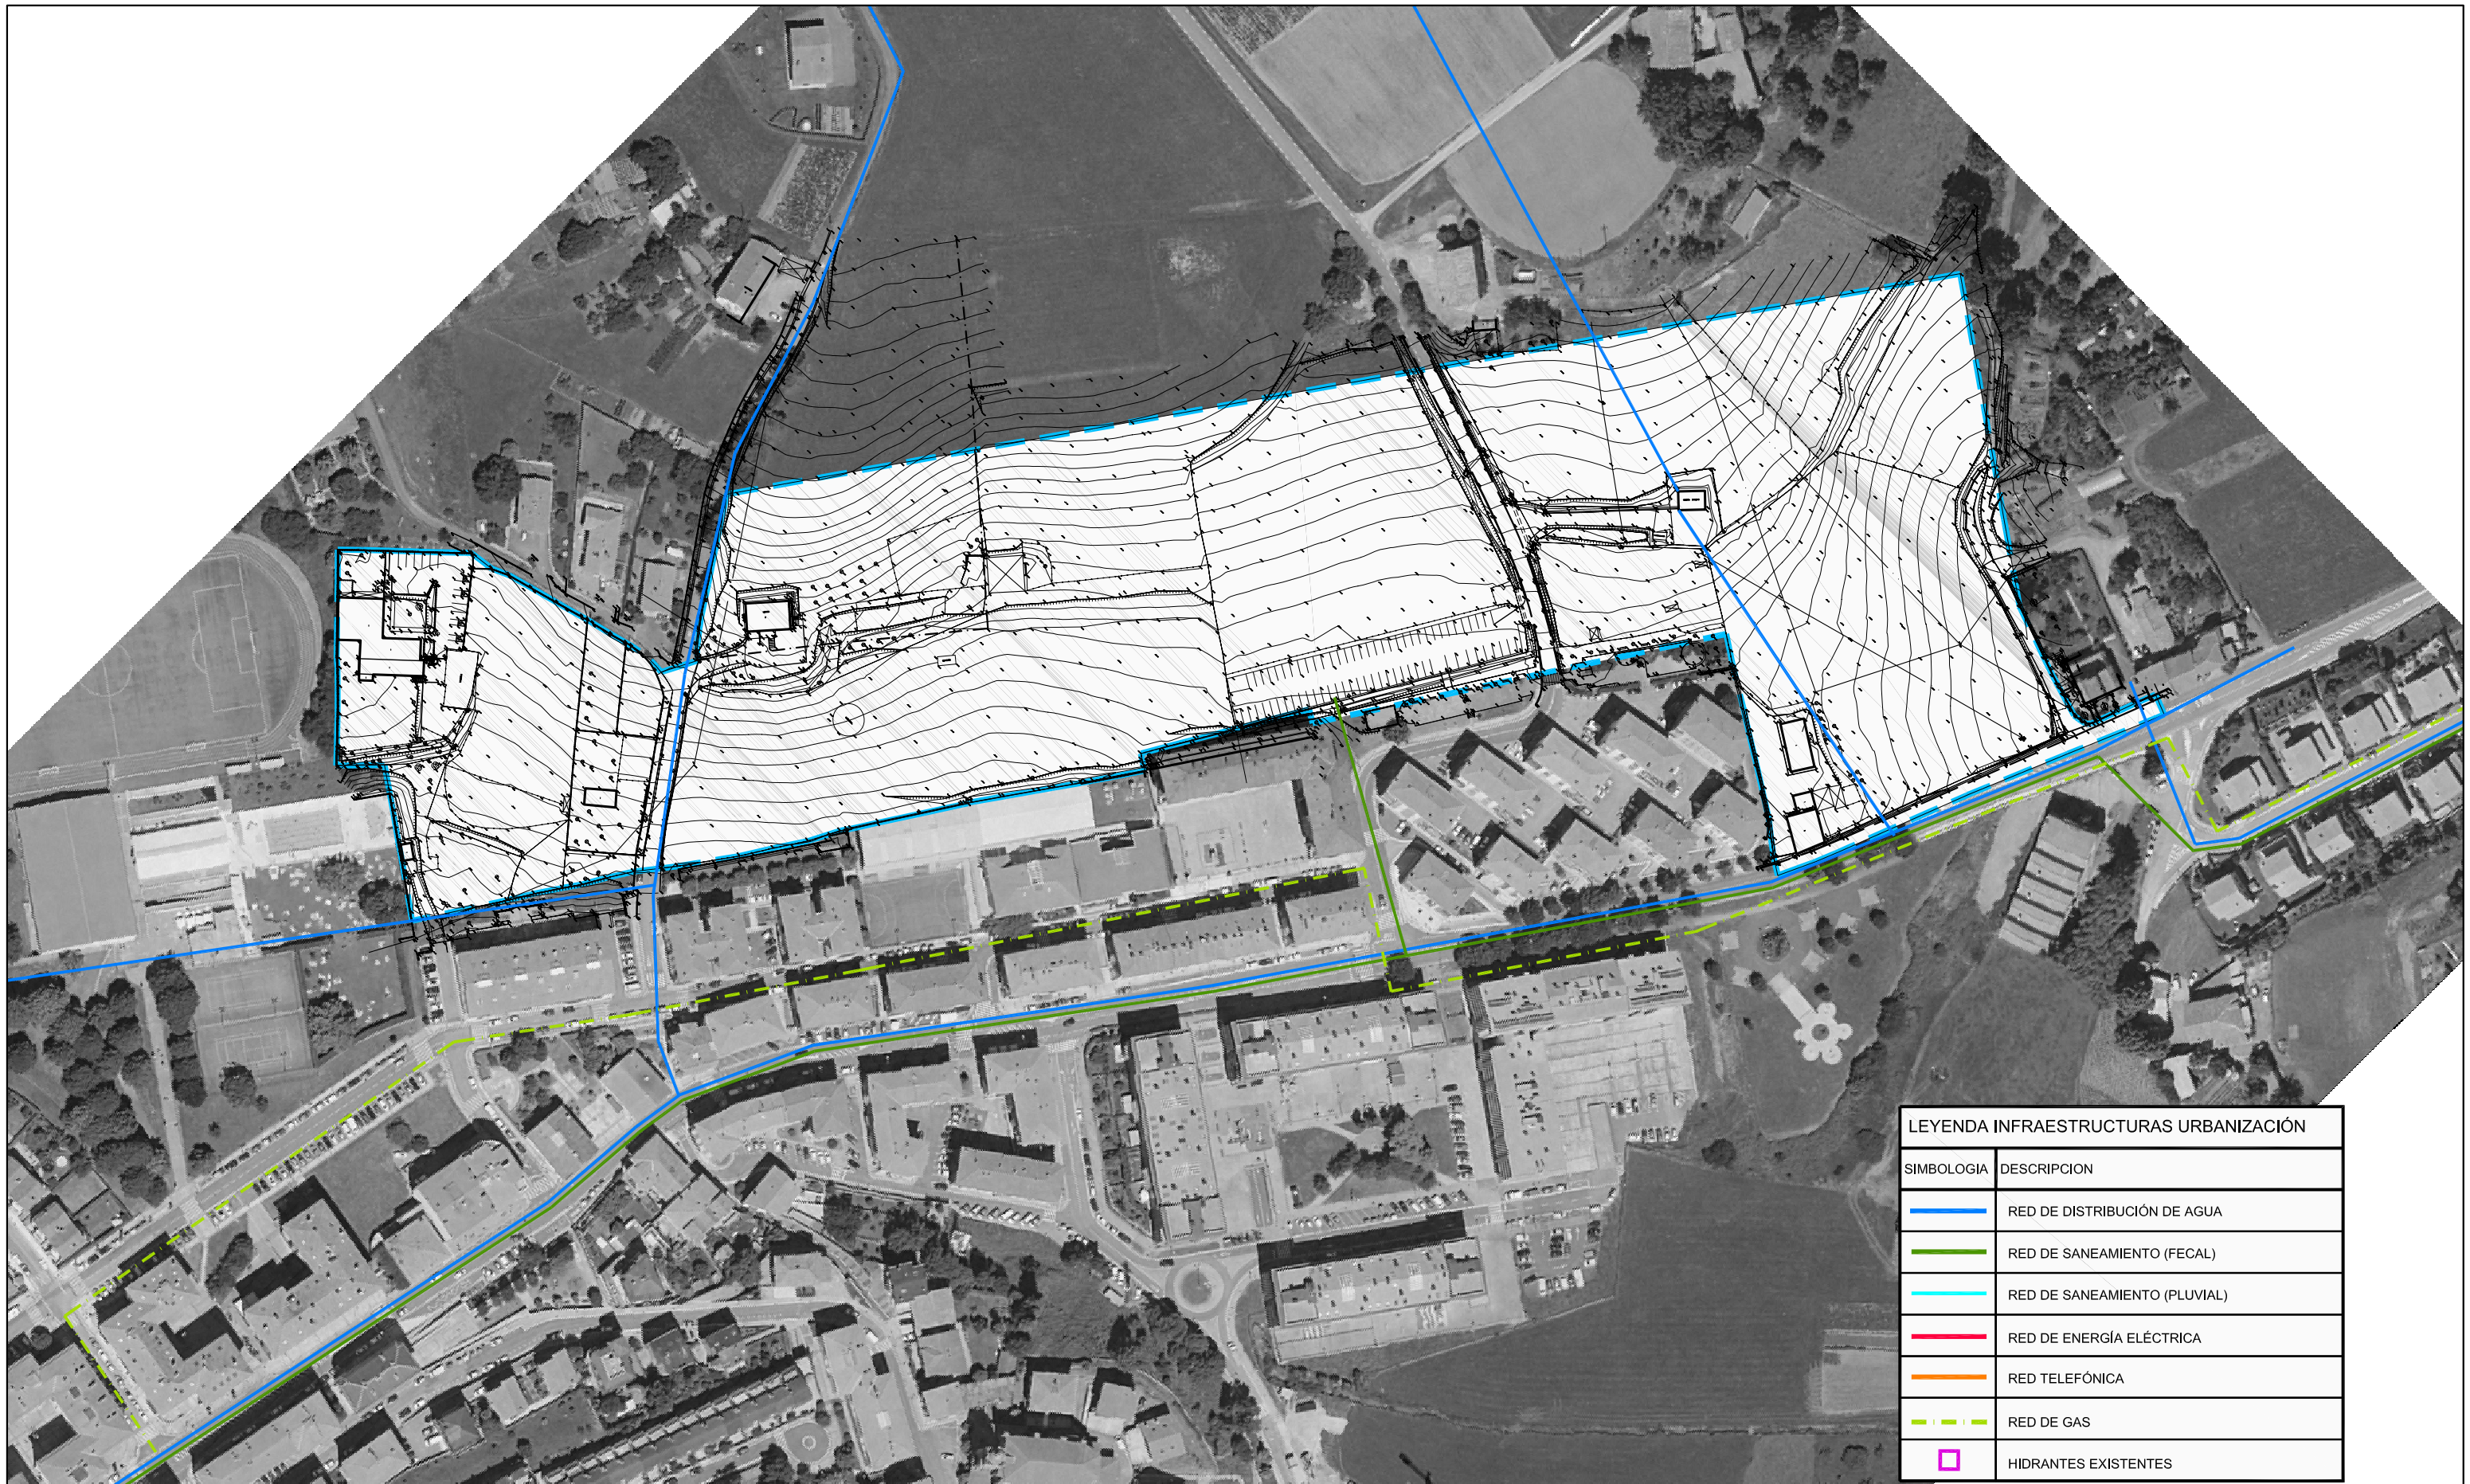 LEYENDA INFRAESTRUCTURAS URBANIZACIÓN
SIMBOLOGIA DESCRIPCION
RED DE DISTRIBUCIÓN DE AGUA
RED DE SANEAMIENTO (FECAL)
RED DE SANEAMIENTO (PLUVIAL)
RED DE ENERGÍA ELÉCTRICA
RED TELEFÓNICA
RED DE GAS
HIDRANTES EXISTENTES